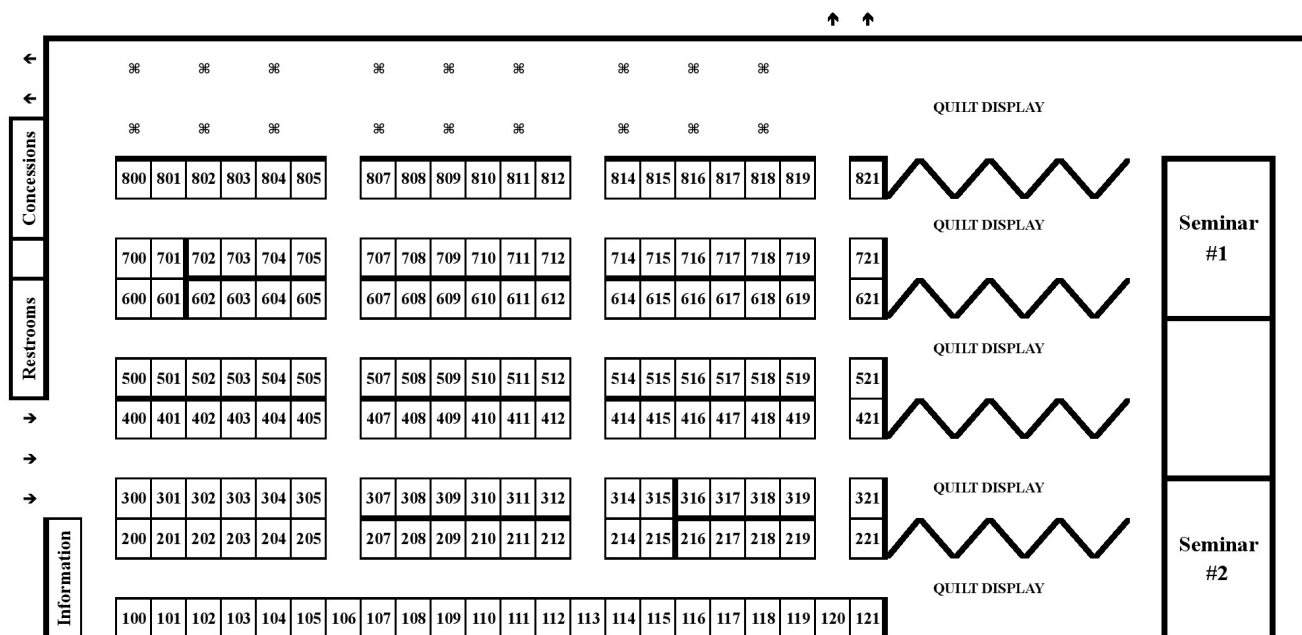 ↑ ↑
←
⌘ ⌘ ⌘ ⌘ ⌘ ⌘ ⌘ ⌘ ⌘
←
QUILT DISPLAY
⌘ ⌘ ⌘ ⌘ ⌘ ⌘ ⌘ ⌘ ⌘
Concessions
800 801 802 803 804 805 807 808 809 810 811 812 814 815 816 817 818 819 821
QUILT DISPLAY
Seminar
#1
700 701 702 703 704 705 707 708 709 710 711 712 714 715 716 717 718 719 721
600 601 602 603 604 605 607 608 609 610 611 612 614 615 616 617 618 619 621
Restrooms
QUILT DISPLAY
500 501 502 503 504 505 507 508 509 510 511 512 514 515 516 517 518 519 521
→
400 401 402 403 404 405 407 408 409 410 411 412 414 415 416 417 418 419 421
→
QUILT DISPLAY
→
300 301 302 303 304 305 307 308 309 310 311 312 314 315 316 317 318 319 321
200 201 202 203 204 205 207 208 209 210 211 212 214 215 216 217 218 219 221
Seminar
#2
Information
QUILT DISPLAY
100 101 102 103 104 105 106 107 108 109 110 111 112 113 114 115 116 117 118 119 120 121